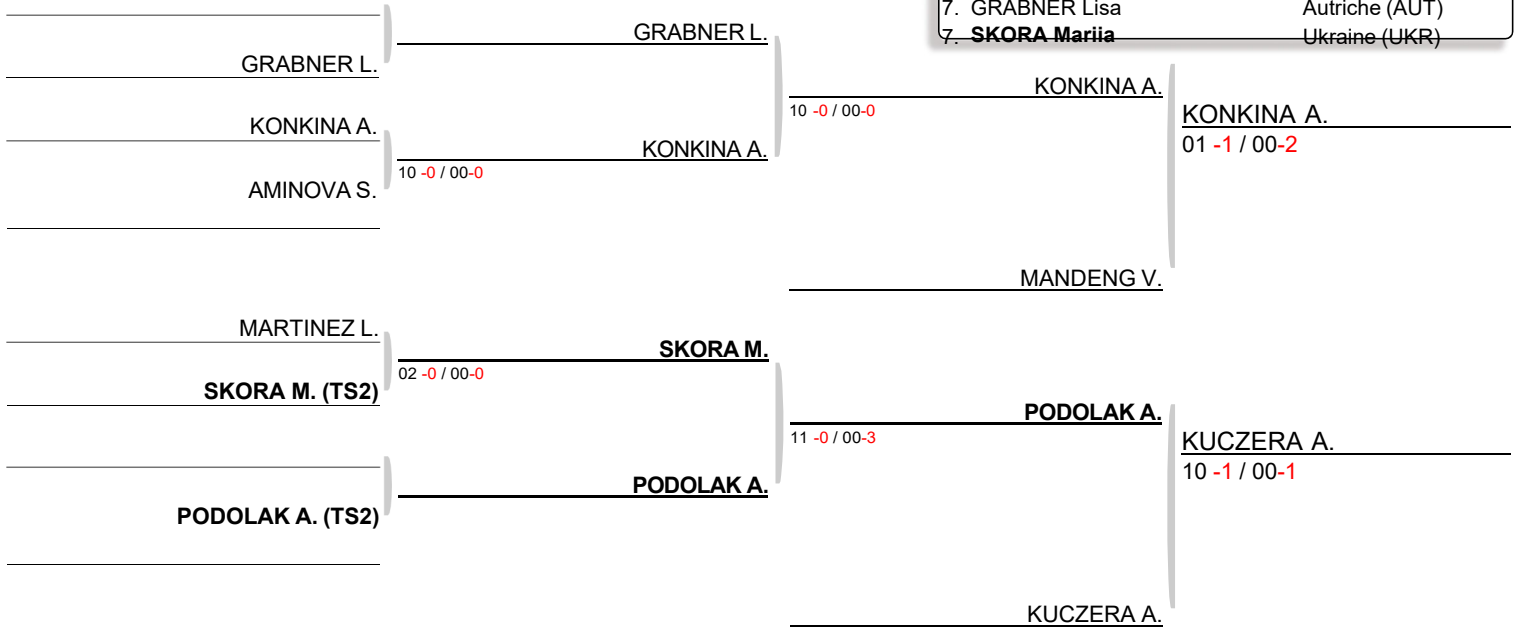 7. GRABNER Lisa Autriche (AUT)
7. SKORA Mariia Ukraine (UKR)
GRABNER L.
GRABNER L.
KONKINA A.
10 -0 / 00-0
KONKINA A.
01 -1 / 00-2
KONKINA A.
KONKINA A.
10 -0 / 00-0
AMINOVA S.
MANDENG V.
MARTINEZ L.
SKORA M.
02 -0 / 00-0
SKORA M. (TS2)
PODOLAK A.
11 -0 / 00-3
KUCZERA A.
10 -1 / 00-1
PODOLAK A.
PODOLAK A. (TS2)
KUCZERA A.